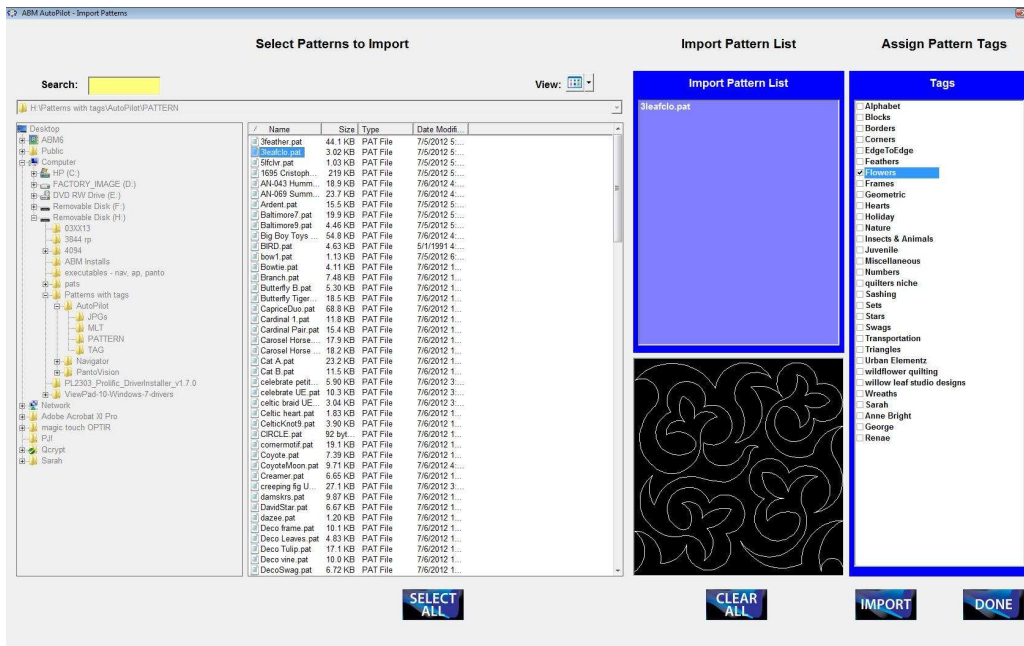 ABM AutoPilot - Import Patterns
Select Patterns to Import
Import Pattern List
Assign Pattern Tags
Search:
View:
H:\Patterns with tags\AutoPilot\PATTERN
Desktop
ABM6
Public
Computer
HP (C:)
FACTORY_IMAGE (D:)
DVD RW Drive (E:)
Removable Disk (F:)
Removable Disk (H:)
03XX13
3844 rp
4094
ABM Installs
executables - nav, ap, panto
pats
Patterns with tags
AutoPilot
JPGs
MLT
PATTERN
TAG
Navigator
PantoVision
PL2303_Prolific_DriverInstaller_v1.7.0
ViewPad-10-Windows-7-drivers
Network
Adobe Acrobat XI Pro
magic touch OPTIR
PJ!
Qcrypt
Sarah
Name Size Type Date Modifi...
3feather.pat 44.1 KB PAT File 7/5/2012 5:...
3leafclo.pat 3.02 KB PAT File 7/5/2012 5:...
5lfclvr.pat 1.03 KB PAT File 7/5/2012 5:...
1695 Cristoph... 219 KB PAT File 7/5/2012 5:...
AN-043 Humm... 18.9 KB PAT File 7/6/2012 4:...
AN-069 Summ... 23.7 KB PAT File 7/6/2012 4:...
Ardent.pat 15.5 KB PAT File 7/5/2012 5:...
Baltimore7.pat 19.9 KB PAT File 7/5/2012 5:...
Baltimore9.pat 4.46 KB PAT File 7/5/2012 5:...
Big Boy Toys ... 54.8 KB PAT File 7/6/2012 4:...
BIRD.pat 4.63 KB PAT File 5/1/1991 4:...
bow1.pat 1.13 KB PAT File 7/5/2012 6:...
Bowtie.pat 4.11 KB PAT File 7/6/2012 1...
Branch.pat 7.48 KB PAT File 7/6/2012 1...
Butterfly B.pat 5.30 KB PAT File 7/6/2012 1...
Butterfly Tiger... 18.5 KB PAT File 7/6/2012 1...
CapriceDuo.pat 68.8 KB PAT File 7/6/2012 1...
Cardinal 1.pat 11.8 KB PAT File 7/6/2012 1...
Cardinal Pair.pat 15.4 KB PAT File 7/6/2012 1...
Carosel Horse... 17.9 KB PAT File 7/6/2012 1...
Carosel Horse ... 18.2 KB PAT File 7/6/2012 1...
Cat A.pat 23.2 KB PAT File 7/6/2012 1...
Cat B.pat 11.5 KB PAT File 7/6/2012 1...
celebrate petit... 5.90 KB PAT File 7/6/2012 3:...
celebrate UE.pat 10.3 KB PAT File 7/6/2012 3:...
celtic braid UE... 3.04 KB PAT File 7/6/2012 3:...
Celtic heart.pat 1.83 KB PAT File 7/6/2012 1...
CelticKnot9.pat 3.90 KB PAT File 7/6/2012 1...
CIRCLE.pat 92 byt... PAT File 7/6/2012 1...
cornermotif.pat 19.1 KB PAT File 7/6/2012 1...
Coyote.pat 7.39 KB PAT File 7/6/2012 1...
CoyoteMoon.pat 9.71 KB PAT File 7/6/2012 4:...
Creamer.pat 6.65 KB PAT File 7/6/2012 1...
creeping fig U... 27.1 KB PAT File 7/6/2012 3:...
damskrs.pat 9.87 KB PAT File 7/6/2012 1...
DavidStar.pat 6.67 KB PAT File 7/6/2012 1...
dazee.pat 1.20 KB PAT File 7/6/2012 1...
Deco frame.pat 10.1 KB PAT File 7/6/2012 1...
Deco Leaves.pat 4.83 KB PAT File 7/6/2012 1...
Deco Tulip.pat 17.1 KB PAT File 7/6/2012 1...
Deco vine.pat 10.0 KB PAT File 7/6/2012 1...
DecoSwag.pat 6.72 KB PAT File 7/6/2012 1...
Import Pattern List
3leafclo.pat
Tags
Alphabet
Blocks
Borders
Corners
EdgeToEdge
Feathers
Flowers
Frames
Geometric
Hearts
Holiday
Nature
Insects & Animals
Juvenile
Miscellaneous
Numbers
quilters niche
Sashing
Sets
Stars
Swags
Transportation
Triangles
Urban Elementz
wildflower quilting
willow leaf studio designs
Wreaths
Sarah
Anne Bright
George
Renae
SELECT
ALL
CLEAR
ALL
IMPORT
DONE